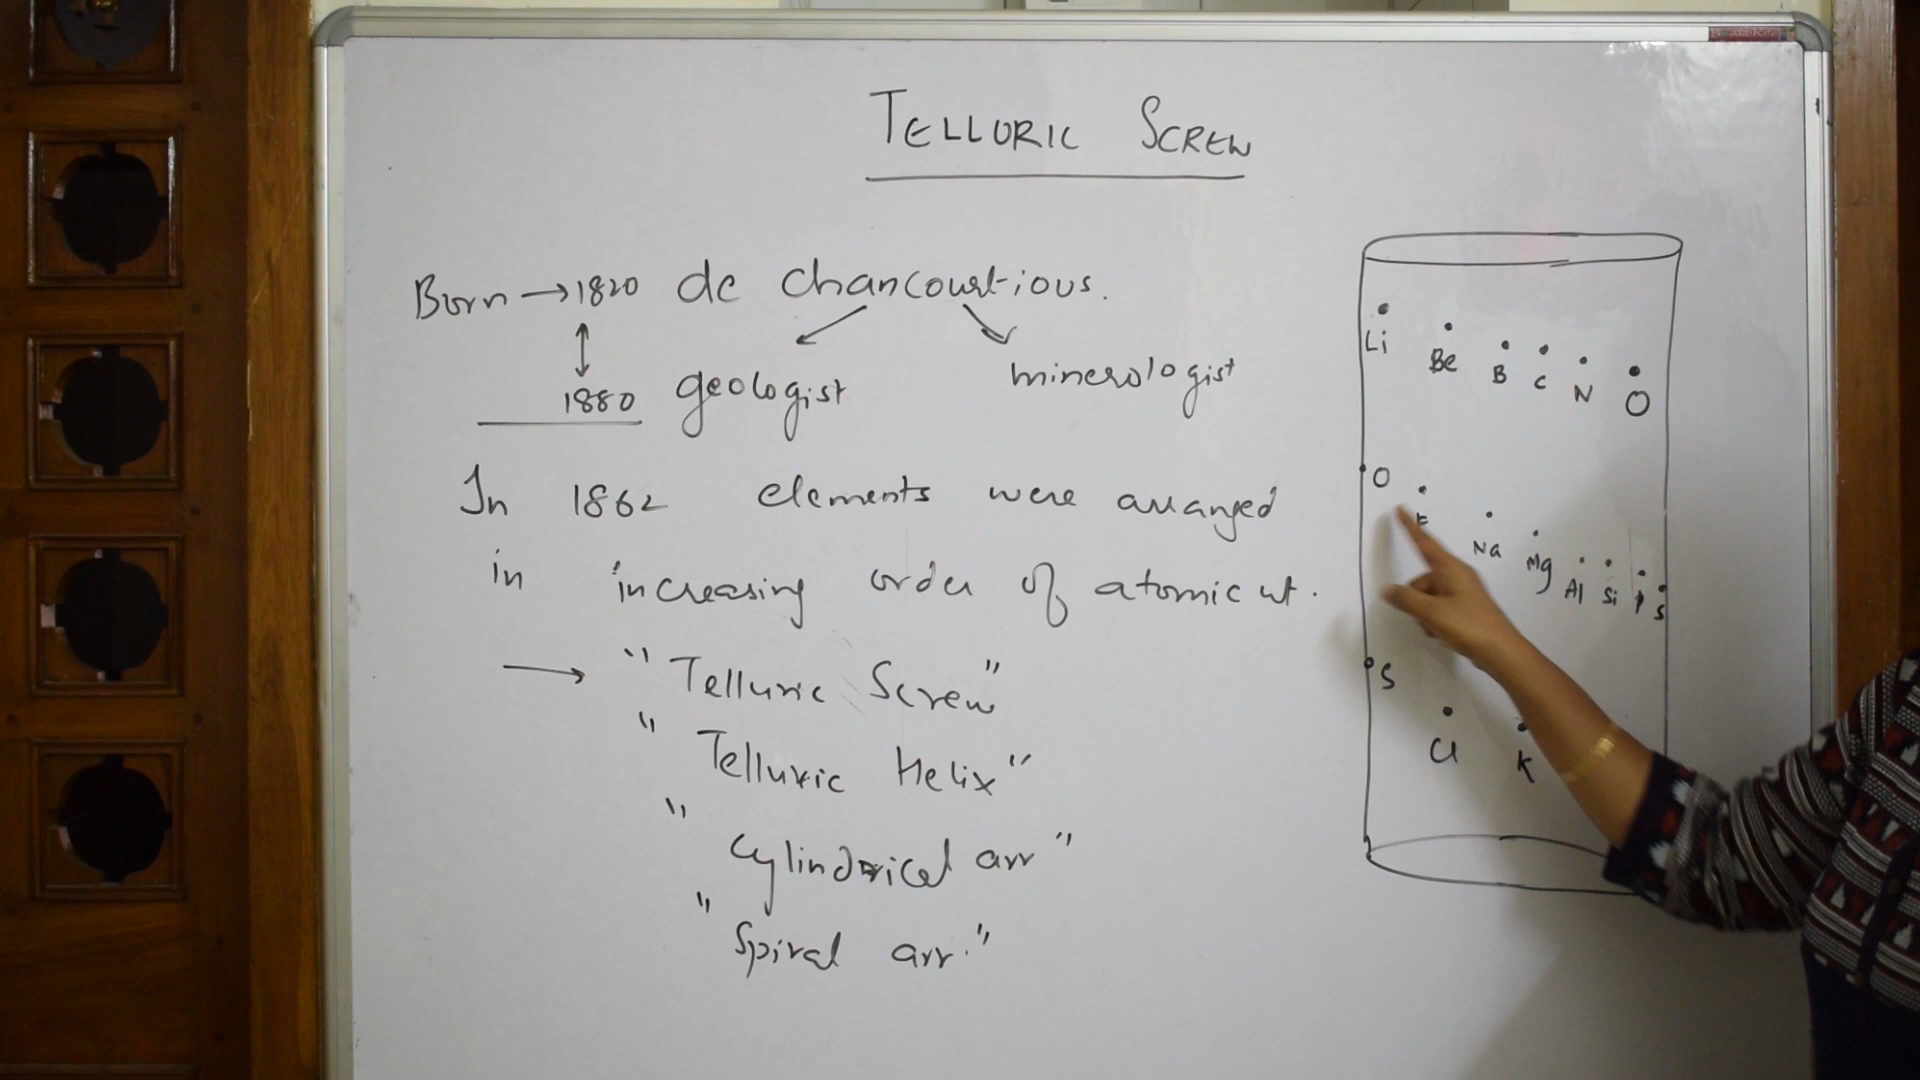 TELLURIC SCREW
Born → 1820 de chancourtious.
1880 geologist minerologist
In 1862 elements were arranged
in increasing order of atomic wt.
→ "Telluric Screw"
"Telluric Helix"
"Cylindrical arr"
"Spiral arr."
Li Be B C N O
O F Na Mg Al Si P S
S Cl K